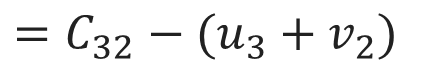 = C₃₂ − (u₃ + v₂)